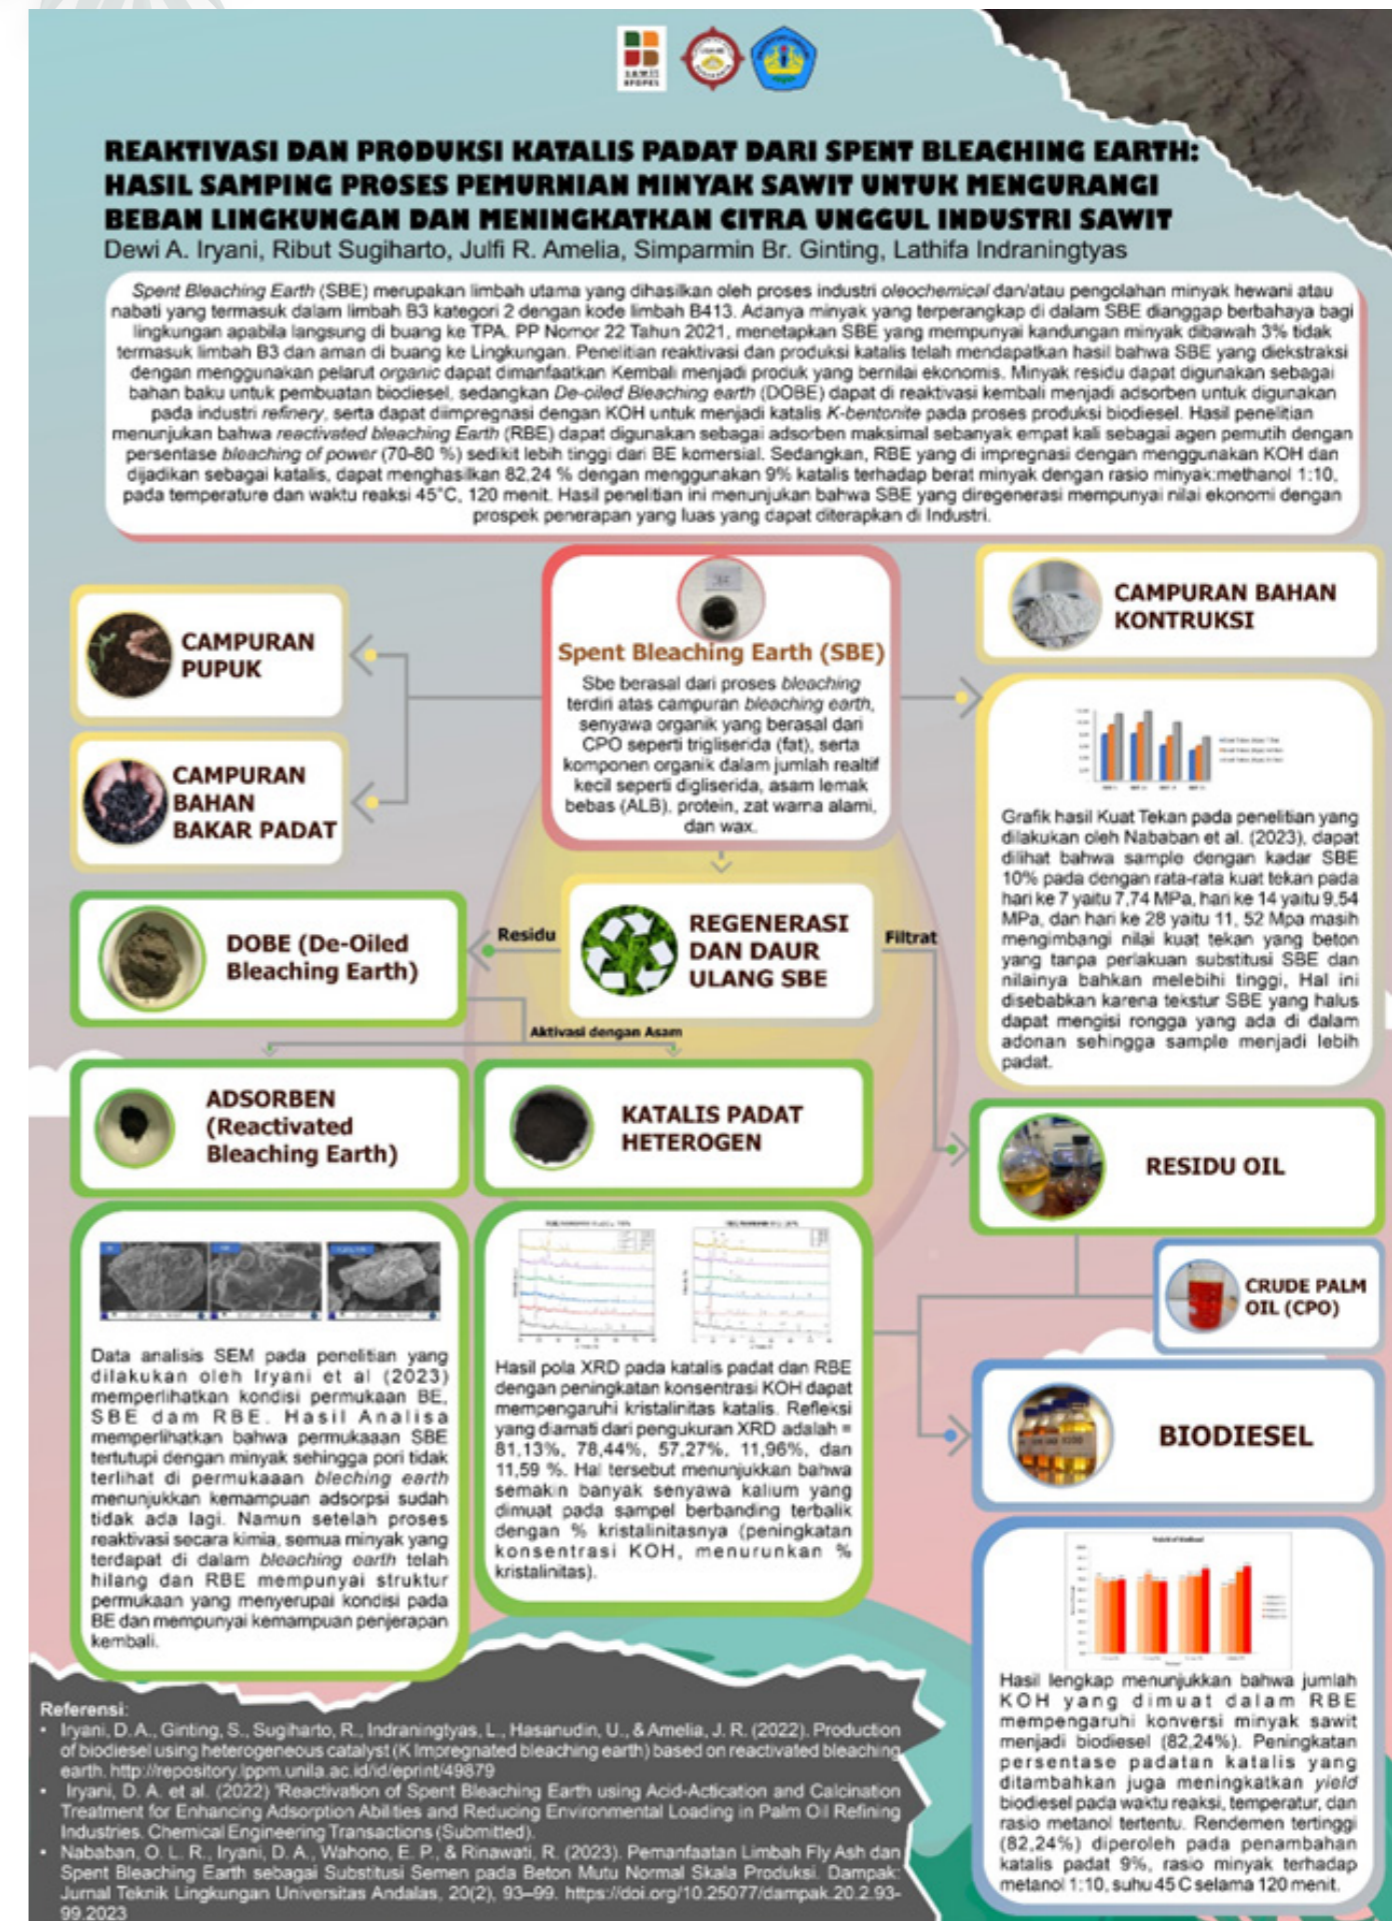 REAKTIVASI DAN PRODUKSI KATALIS PADAT DARI SPENT BLEACHING EARTH:
HASIL SAMPING PROSES PEMURNIAN MINYAK SAWIT UNTUK MENGURANGI
BEBAN LINGKUNGAN DAN MENINGKATKAN CITRA UNGGUL INDUSTRI SAWIT
Dewi A. Iryani, Ribut Sugiharto, Julfi R. Amelia, Simparmin Br. Ginting, Lathifa Indraningtyas
Spent Bleaching Earth (SBE) merupakan limbah utama yang dihasilkan oleh proses industri oleochemical dan/atau pengolahan minyak hewani atau
nabati yang termasuk dalam limbah B3 kategori 2 dengan kode limbah B413. Adanya minyak yang terperangkap di dalam SBE dianggap berbahaya bagi
lingkungan apabila langsung di buang ke TPA. PP Nomor 22 Tahun 2021, menetapkan SBE yang mempunyai kandungan minyak dibawah 3% tidak
termasuk limbah B3 dan aman di buang ke Lingkungan. Penelitian reaktivasi dan produksi katalis telah mendapatkan hasil bahwa SBE yang diekstraksi
dengan menggunakan pelarut organic dapat dimanfaatkan Kembali menjadi produk yang bernilai ekonomis. Minyak residu dapat digunakan sebagai
bahan baku untuk pembuatan biodiesel, sedangkan De-oiled Bleaching earth (DOBE) dapat di reaktivasi kembali menjadi adsorben untuk digunakan
pada industri refinery, serta dapat diimpregnasi dengan KOH untuk menjadi katalis K-bentonite pada proses produksi biodiesel. Hasil penelitian
menunjukan bahwa reactivated bleaching Earth (RBE) dapat digunakan sebagai adsorben maksimal sebanyak empat kali sebagai agen pemutih dengan
persentase bleaching of power (70-80 %) sedikit lebih tinggi dari BE komersial. Sedangkan, RBE yang di impregnasi dengan menggunakan KOH dan
dijadikan sebagai katalis, dapat menghasilkan 82,24 % dengan menggunakan 9% katalis terhadap berat minyak dengan rasio minyak:methanol 1:10,
pada temperature dan waktu reaksi 45°C, 120 menit. Hasil penelitian ini menunjukan bahwa SBE yang diregenerasi mempunyai nilai ekonomi dengan
prospek penerapan yang luas yang dapat diterapkan di Industri.
CAMPURAN
PUPUK
CAMPURAN
BAHAN
BAKAR PADAT
Spent Bleaching Earth (SBE)
Sbe berasal dari proses bleaching
terdiri atas campuran bleaching earth,
senyawa organik yang berasal dari
CPO seperti trigliserida (fat), serta
komponen organik dalam jumlah realtif
kecil seperti digliserida, asam lemak
bebas (ALB), protein, zat warna alami,
dan wax.
CAMPURAN BAHAN
KONTRUKSI
Grafik hasil Kuat Tekan pada penelitian yang
dilakukan oleh Nababan et al. (2023), dapat
dilihat bahwa sample dengan kadar SBE
10% pada dengan rata-rata kuat tekan pada
hari ke 7 yaitu 7,74 MPa, hari ke 14 yaitu 9,54
MPa, dan hari ke 28 yaitu 11, 52 Mpa masih
mengimbangi nilai kuat tekan yang beton
yang tanpa perlakuan substitusi SBE dan
nilainya bahkan melebihi tinggi, Hal ini
disebabkan karena tekstur SBE yang halus
dapat mengisi rongga yang ada di dalam
adonan sehingga sample menjadi lebih
padat.
DOBE (De-Oiled
Bleaching Earth)
Residu
REGENERASI
DAN DAUR
ULANG SBE
Filtrat
Aktivasi dengan Asam
ADSORBEN
(Reactivated
Bleaching Earth)
KATALIS PADAT
HETEROGEN
RESIDU OIL
CRUDE PALM
OIL (CPO)
BIODIESEL
Data analisis SEM pada penelitian yang
dilakukan oleh Iryani et al (2023)
memperlihatkan kondisi permukaan BE,
SBE dam RBE. Hasil Analisa
memperlihatkan bahwa permukaaan SBE
tertutupi dengan minyak sehingga pori tidak
terlihat di permukaaan bleching earth
menunjukkan kemampuan adsorpsi sudah
tidak ada lagi. Namun setelah proses
reaktivasi secara kimia, semua minyak yang
terdapat di dalam bleaching earth telah
hilang dan RBE mempunyai struktur
permukaan yang menyerupai kondisi pada
BE dan mempunyai kemampuan penjerapan
kembali.
Hasil pola XRD pada katalis padat dan RBE
dengan peningkatan konsentrasi KOH dapat
mempengaruhi kristalinitas katalis. Refleksi
yang diamati dari pengukuran XRD adalah =
81,13%, 78,44%, 57,27%, 11,96%, dan
11,59 %. Hal tersebut menunjukkan bahwa
semakin banyak senyawa kalium yang
dimuat pada sampel berbanding terbalik
dengan % kristalinitasnya (peningkatan
konsentrasi KOH, menurunkan %
kristalinitas).
Hasil lengkap menunjukkan bahwa jumlah
KOH yang dimuat dalam RBE
mempengaruhi konversi minyak sawit
menjadi biodiesel (82,24%). Peningkatan
persentase padatan katalis yang
ditambahkan juga meningkatkan yield
biodiesel pada waktu reaksi, temperatur, dan
rasio metanol tertentu. Rendemen tertinggi
(82,24%) diperoleh pada penambahan
katalis padat 9%, rasio minyak terhadap
metanol 1:10, suhu 45 C selama 120 menit.
Referensi:
• Iryani, D. A., Ginting, S., Sugiharto, R., Indraningtyas, L., Hasanudin, U., & Amelia, J. R. (2022). Production
of biodiesel using heterogeneous catalyst (K Impregnated bleaching earth) based on reactivated bleaching
earth. http://repository.lppm.unila.ac.id/id/eprint/49879
• Iryani, D. A. et al. (2022) 'Reactivation of Spent Bleaching Earth using Acid-Actication and Calcination
Treatment for Enhancing Adsorption Abilities and Reducing Environmental Loading in Palm Oil Refining
Industries. Chemical Engineering Transactions (Submitted).
• Nababan, O. L. R., Iryani, D. A., Wahono, E. P., & Rinawati, R. (2023). Pemanfaatan Limbah Fly Ash dan
Spent Bleaching Earth sebagai Substitusi Semen pada Beton Mutu Normal Skala Produksi. Dampak:
Jurnal Teknik Lingkungan Universitas Andalas, 20(2), 93–99. https://doi.org/10.25077/dampak.20.2.93-
99.2023